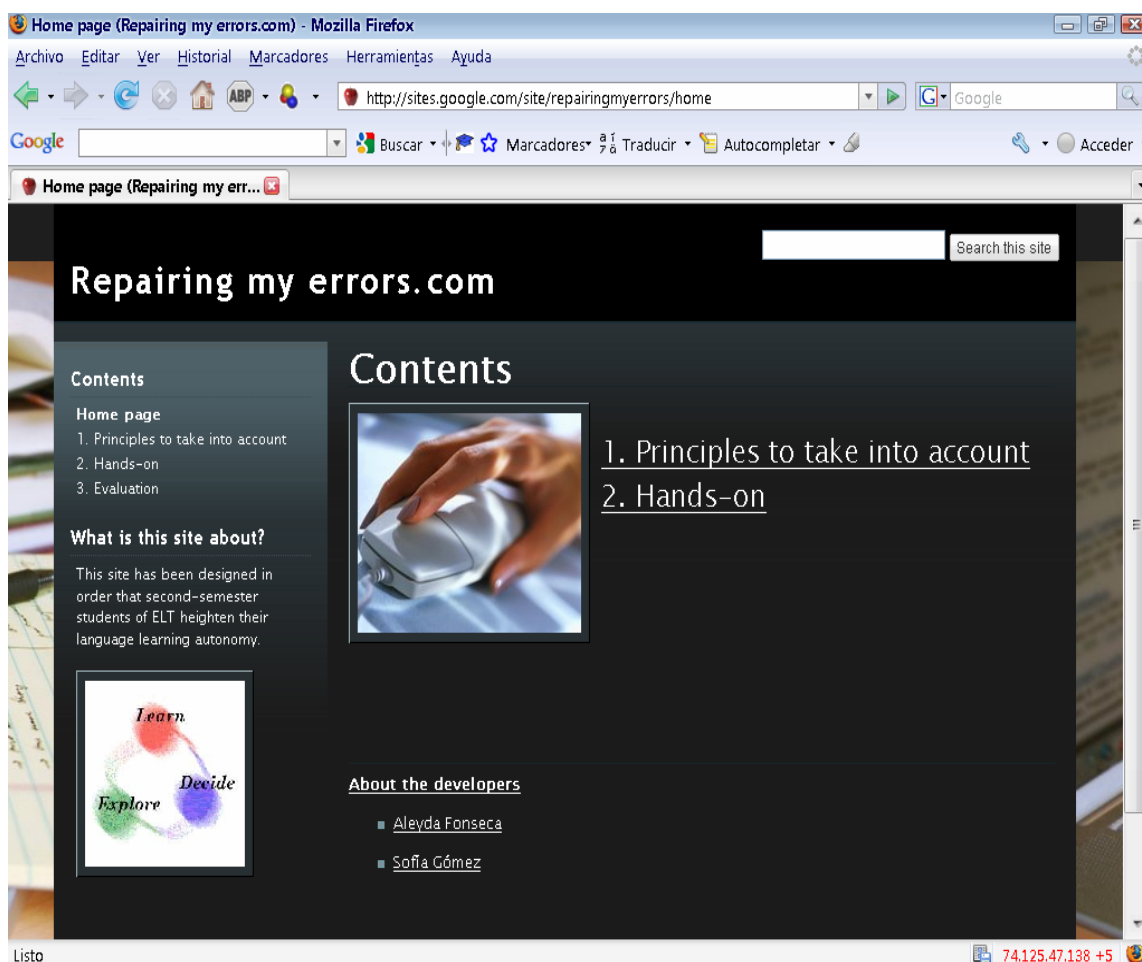 Home page (Repairing my errors.com) - Mozilla Firefox
Archivo Editar Ver Historial Marcadores Herramientas Ayuda
ABP http://sites.google.com/site/repairingmyerrors/home G Google
Google Buscar Marcadores Traducir Autocompletar Acceder
Home page (Repairing my err...
Search this site
Repairing my errors.com
Contents
Home page
1. Principles to take into account
2. Hands-on
3. Evaluation
What is this site about?
This site has been designed in
order that second-semester
students of ELT heighten their
language learning autonomy.
Learn
Decide
Explore
Contents
1. Principles to take into account
2. Hands-on
About the developers
Aleyda Fonseca
Sofía Gómez
Listo 74.125.47.138 +5